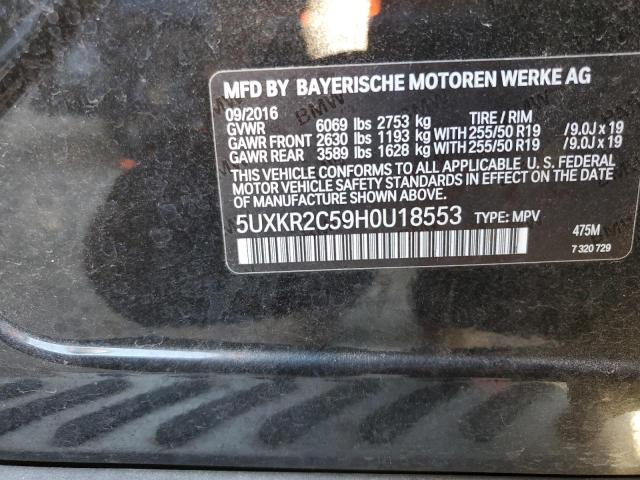 MFD BY BAYERISCHE MOTOREN WERKE AG
09/2016
GVWR 6069 lbs 2753 kg TIRE / RIM
GAWR FRONT 2630 lbs 1193 kg WITH 255/50 R19 /9.0J x 19
GAWR REAR 3589 lbs 1628 kg WITH 255/50 R19 /9.0J x 19
THIS VEHICLE CONFORMS TO ALL APPLICABLE U. S. FEDERAL
MOTOR VEHICLE SAFETY STANDARDS IN EFFECT ON THE DATE
OF MANUFACTURE SHOWN ABOVE.
5UXKR2C59H0U18553 TYPE: MPV
475M
7 320 729